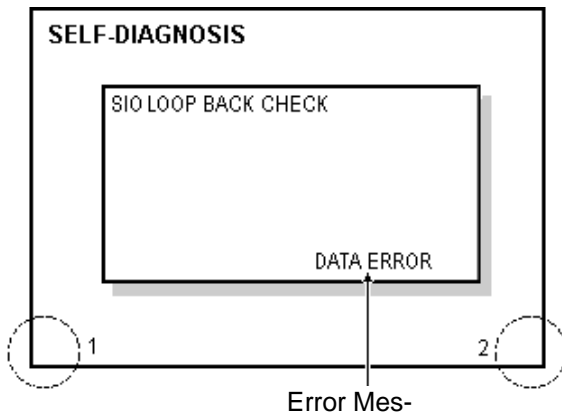 SELF-DIAGNOSIS
SIO LOOP BACK CHECK
DATA ERROR
1
2
Error Mes-